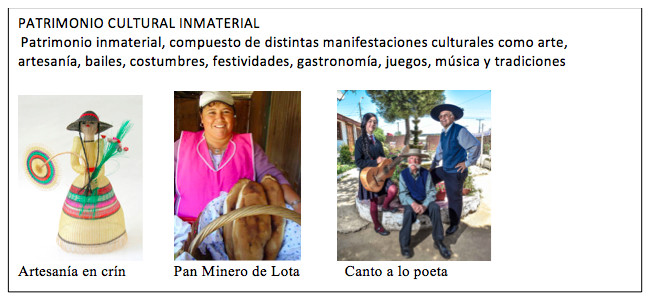 PATRIMONIO CULTURAL INMATERIAL
Patrimonio inmaterial, compuesto de distintas manifestaciones culturales como arte,
artesanía, bailes, costumbres, festividades, gastronomía, juegos, música y tradiciones
Artesanía en crín
Pan Minero de Lota
Canto a lo poeta